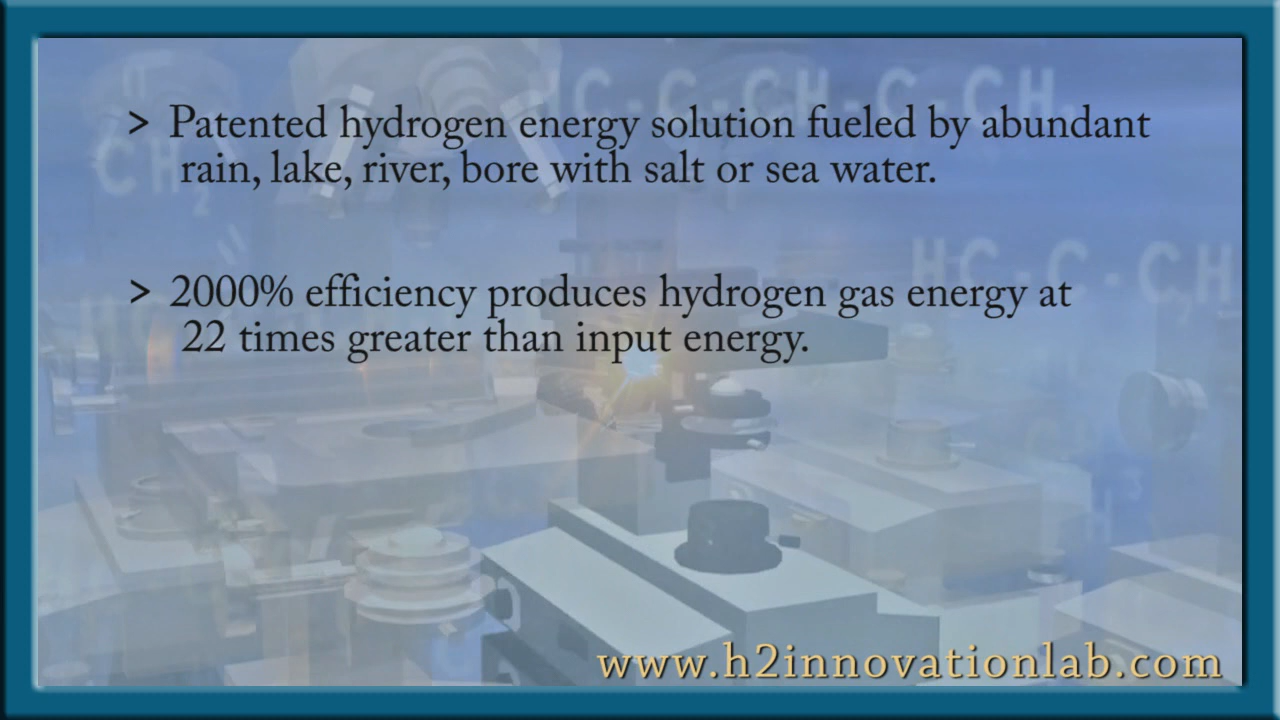 > Patented hydrogen energy solution fueled by abundant
rain, lake, river, bore with salt or sea water.
> 2000% efficiency produces hydrogen gas energy at
22 times greater than input energy.
www.h2innovationlab.com